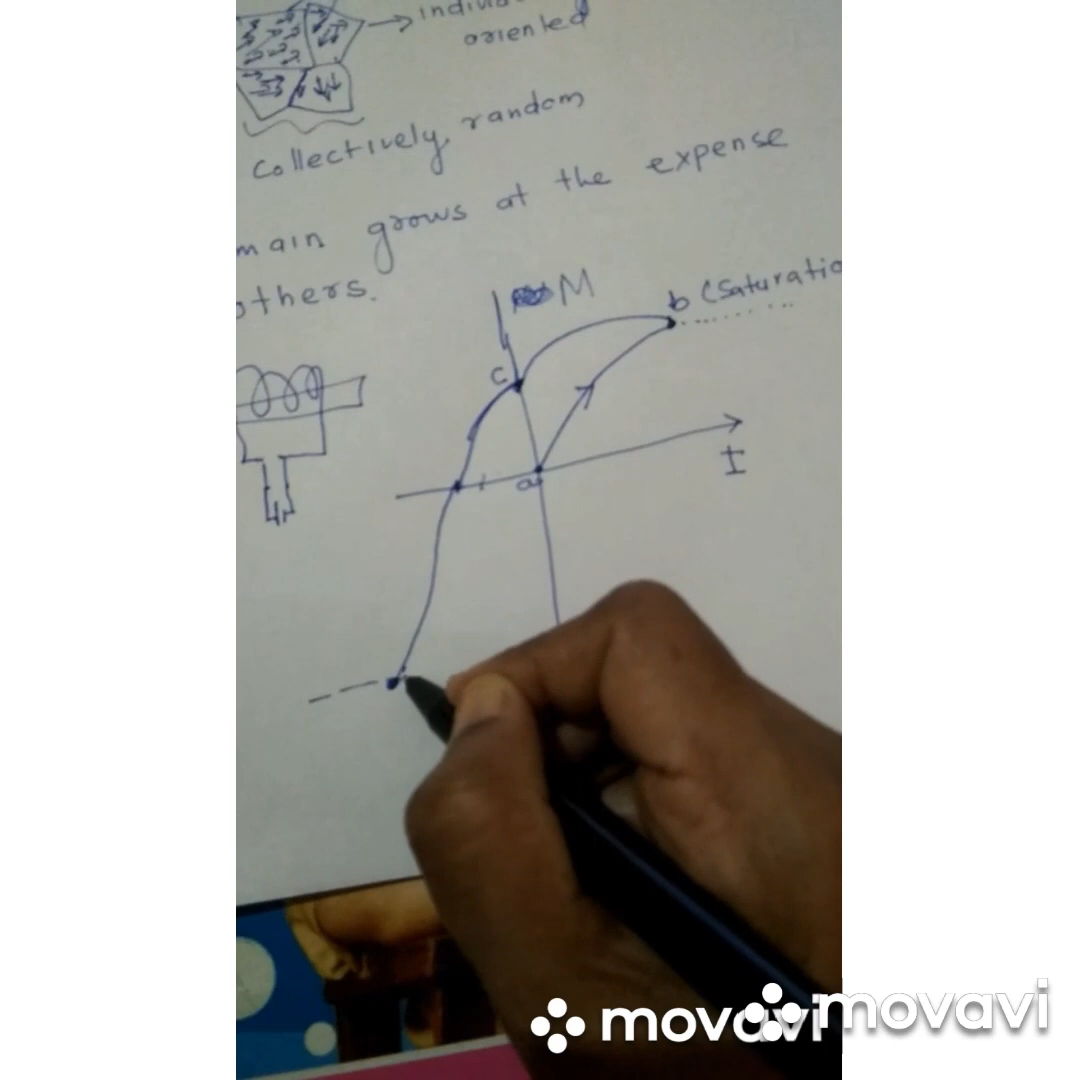 oriented
Collectively random
main grows at the expense
others.
M
b (Saturatio
c
I
a
movavi
movavi